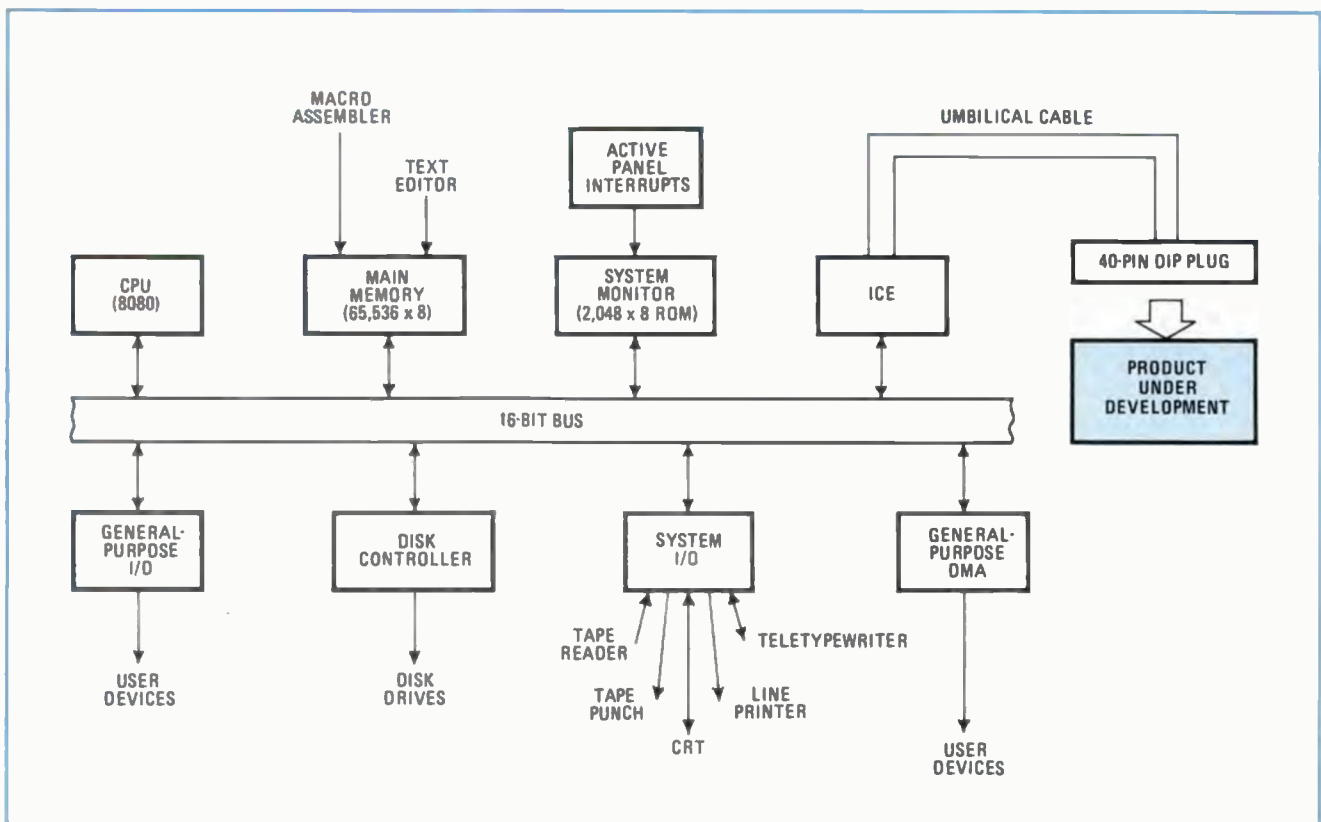 MACRO
ASSEMBLER
TEXT
EDITOR
ACTIVE
PANEL
INTERRUPTS
UMBILICAL CABLE
CPU
(8080)
MAIN
MEMORY
(65,536 x 8)
SYSTEM
MONITOR
(2,048 x 8 ROM)
ICE
40-PIN DIP PLUG
PRODUCT
UNDER
DEVELOPMENT
16-BIT BUS
GENERAL-
PURPOSE
I/O
DISK
CONTROLLER
SYSTEM
I/O
GENERAL-
PURPOSE
DMA
USER
DEVICES
DISK
DRIVES
TAPE
READER
TAPE
PUNCH
CRT
LINE
PRINTER
TELETYPEWRITER
USER
DEVICES